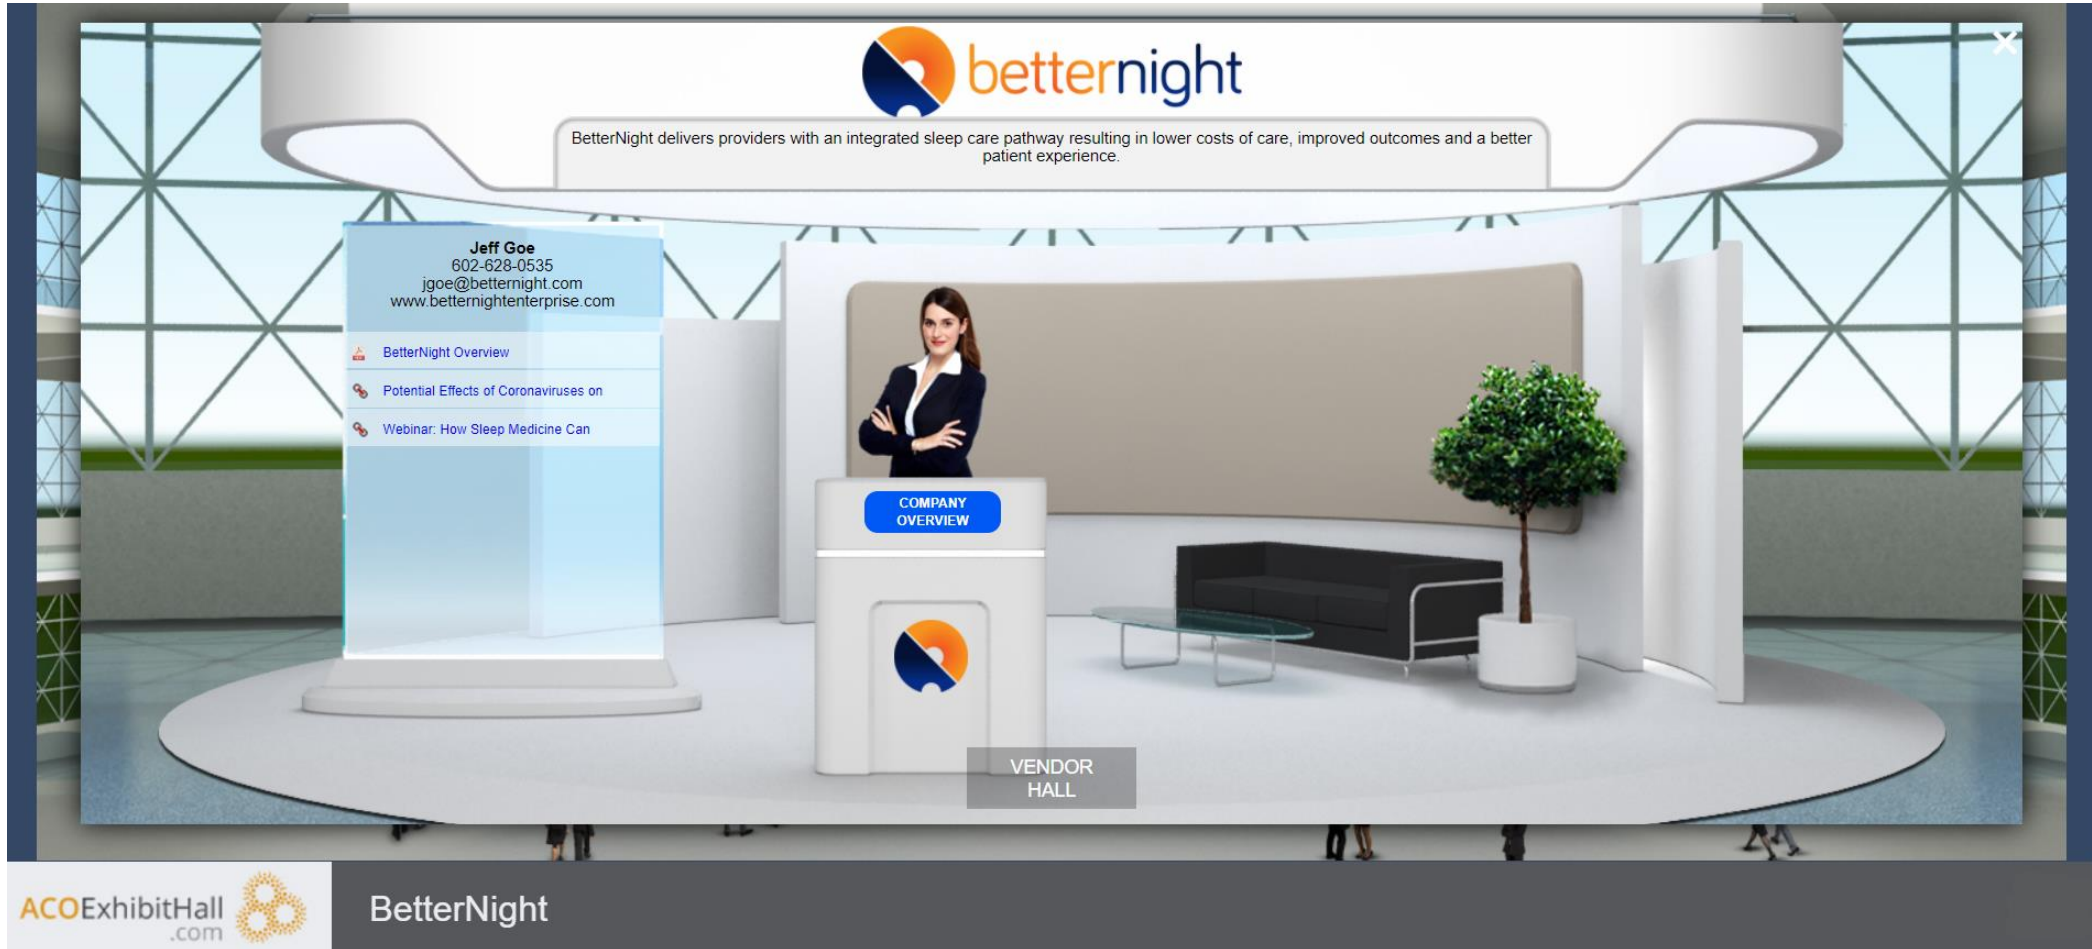 betternight
BetterNight delivers providers with an integrated sleep care pathway resulting in lower costs of care, improved outcomes and a better
patient experience.
Jeff Goe
602-628-0535
jgoe@betternight.com
www.betternightenterprise.com
BetterNight Overview
Potential Effects of Coronaviruses on
Webinar: How Sleep Medicine Can
COMPANY
OVERVIEW
VENDOR
HALL
ACOExhibitHall
.com
BetterNight